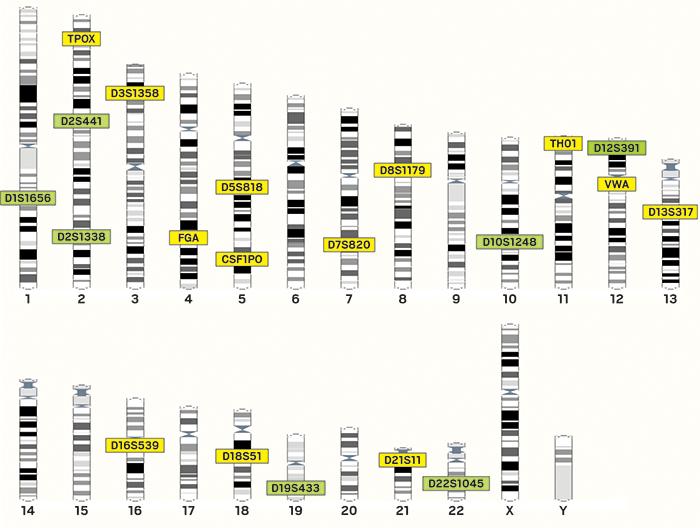 TPOX
D3S1358
D2S441
TH01
D12S391
D8S1179
VWA
D5S818
D1S1656
D13S317
D2S1338
FGA
D7S820
D10S1248
CSF1PO
1 2 3 4 5 6 7 8 9 10 11 12 13
D16S539
D18S51
D21S11
D19S433
D22S1045
14 15 16 17 18 19 20 21 22 X Y